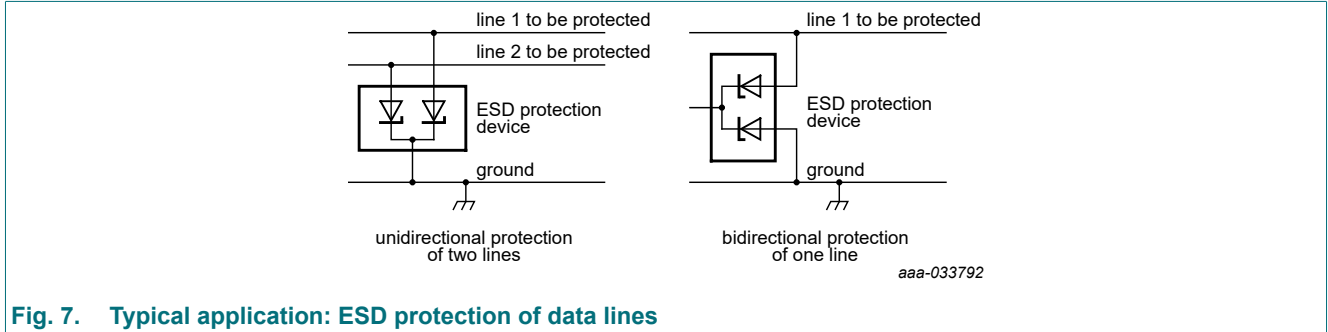 line 1 to be protected
line 2 to be protected
ESD protection
device
ground
unidirectional protection
of two lines
line 1 to be protected
ESD protection
device
ground
bidirectional protection
of one line
aaa-033792
Fig. 7. Typical application: ESD protection of data lines